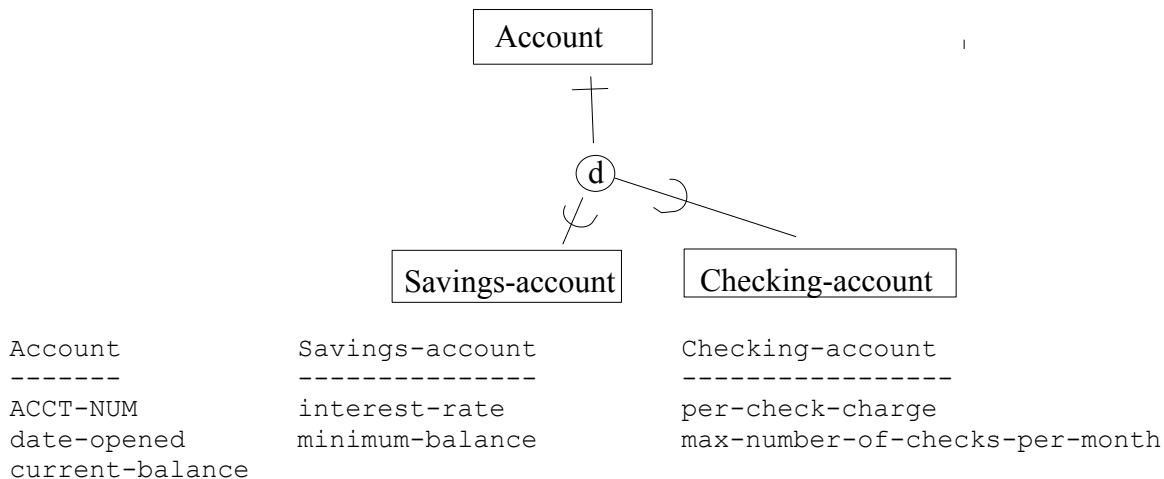 Account
d
Savings-account Checking-account
Account Savings-account Checking-account
------- --------------- -----------------
ACCT-NUM interest-rate per-check-charge
date-opened minimum-balance max-number-of-checks-per-month
current-balance